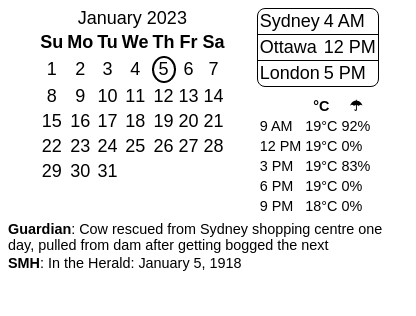 January 2023
Su Mo Tu We Th Fr Sa
1 2 3 4 5 6 7
8 9 10 11 12 13 14
15 16 17 18 19 20 21
22 23 24 25 26 27 28
29 30 31
Sydney 4 AM
Ottawa 12 PM
London 5 PM
°C ☂
9 AM 19°C 92%
12 PM 19°C 0%
3 PM 19°C 83%
6 PM 19°C 0%
9 PM 18°C 0%
Guardian: Cow rescued from Sydney shopping centre one
day, pulled from dam after getting bogged the next
SMH: In the Herald: January 5, 1918